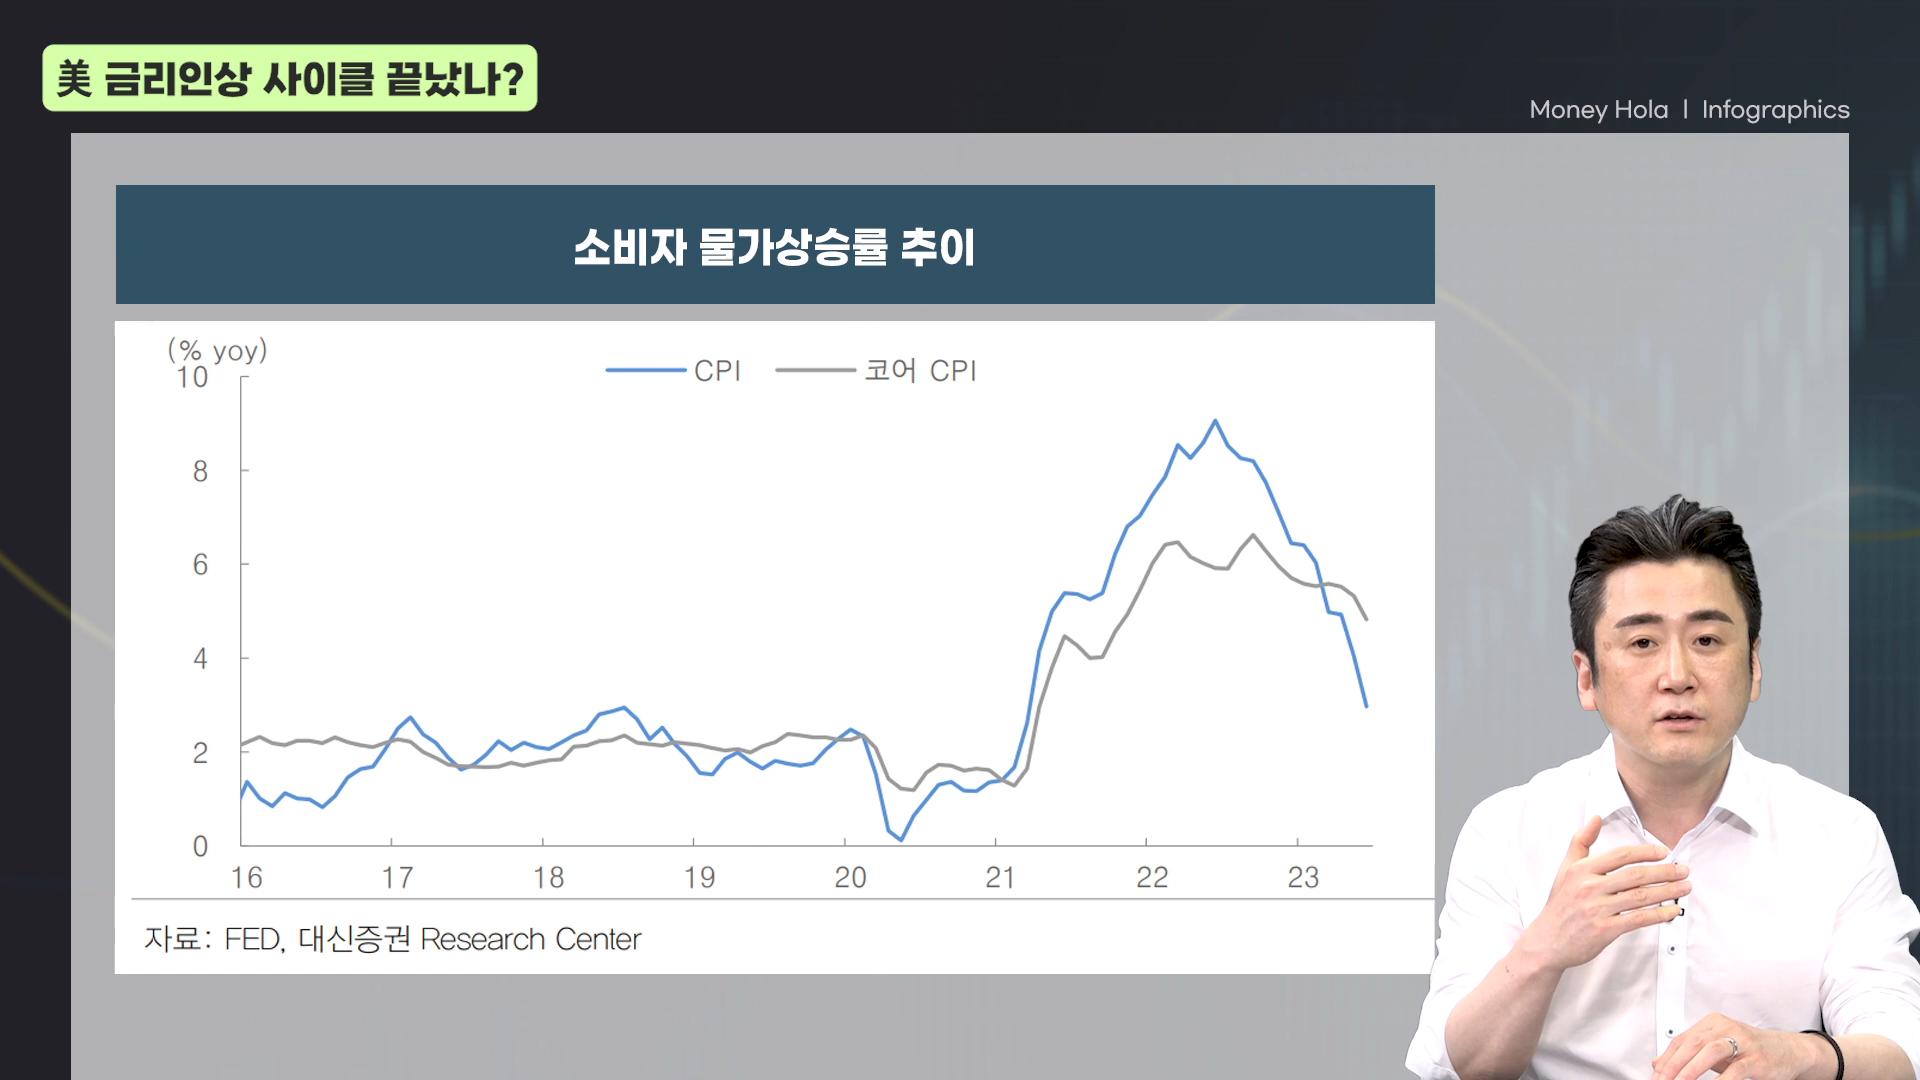 美 금리인상 사이클 끝났나?
Money Hola | Infographics
소비자 물가상승률 추이
(% yoy)
CPI 코어 CPI
10
8
6
4
2
0
16 17 18 19 20 21 22 23
자료: FED, 대신증권 Research Center